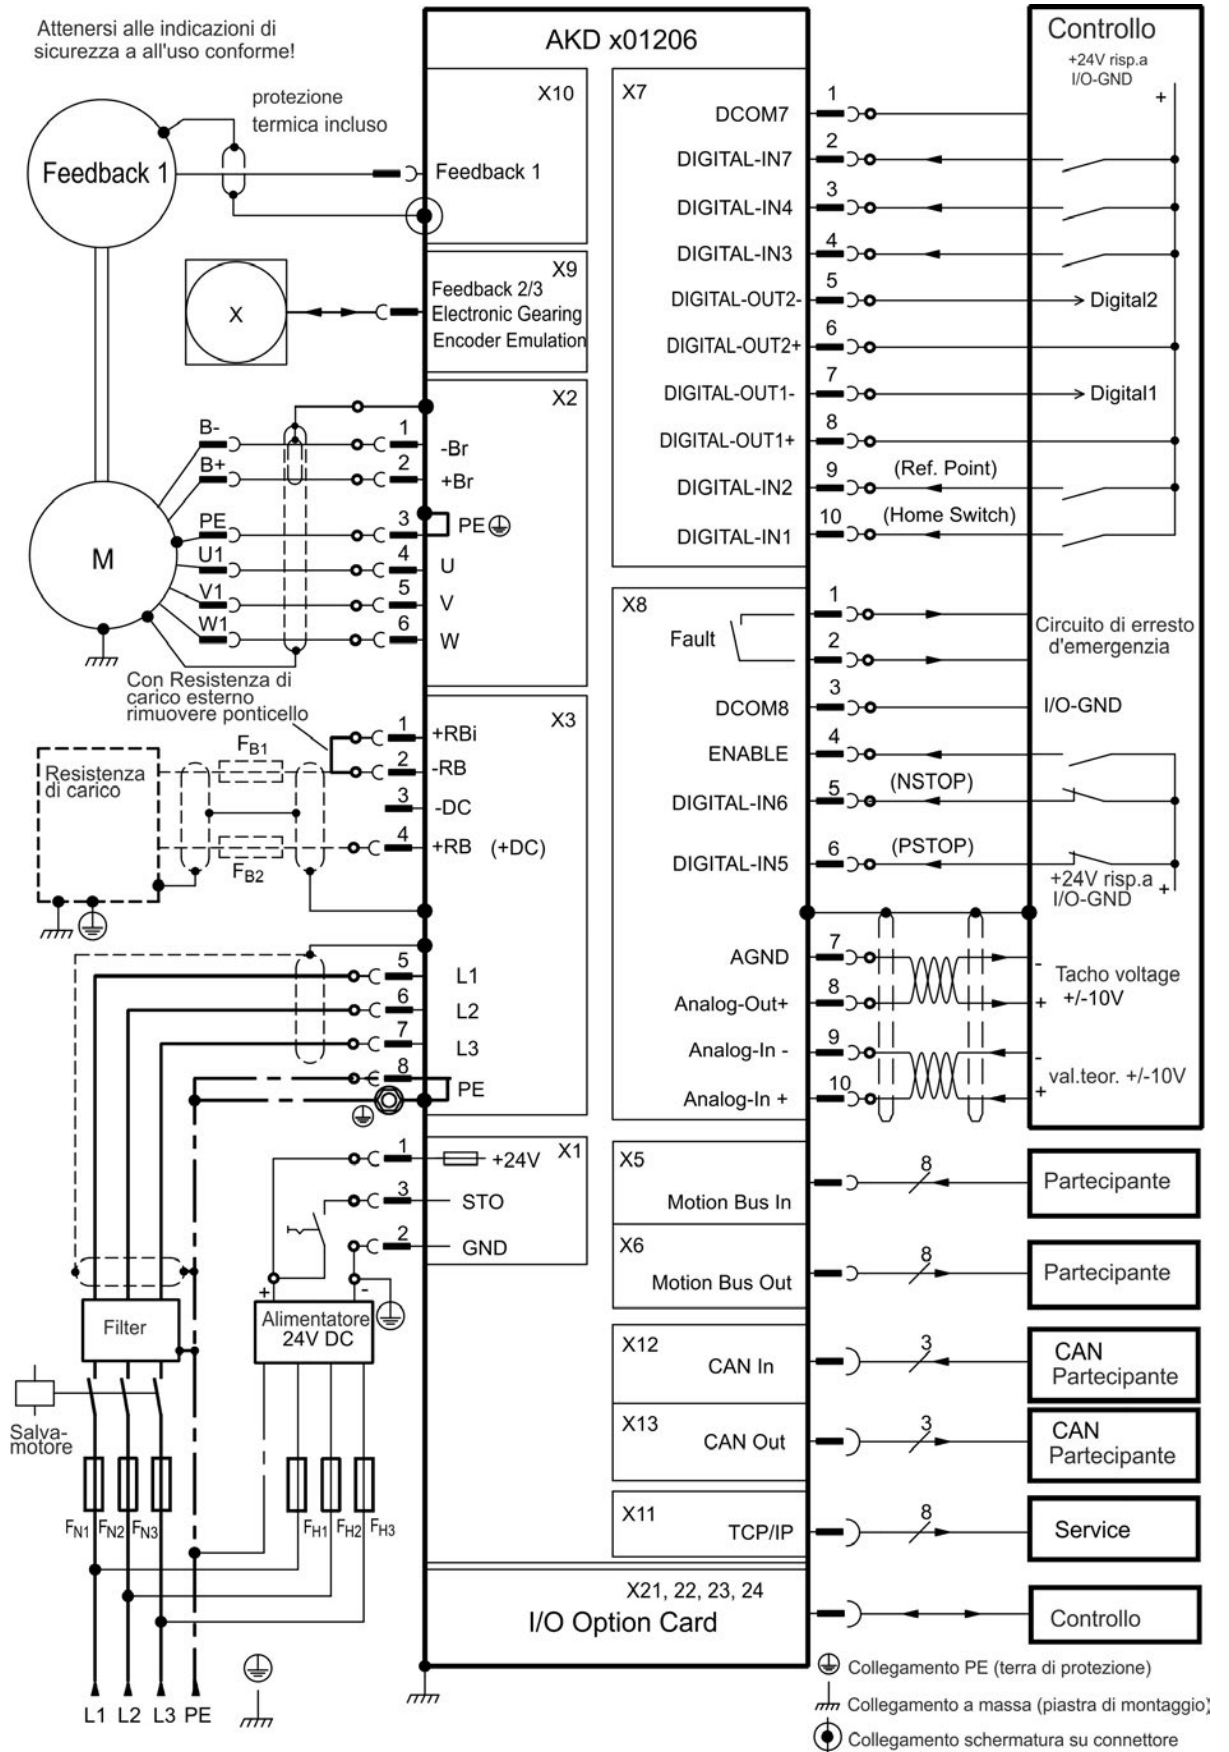 Attenersi alle indicazioni di
sicurezza a all'uso conforme!
AKD x01206
Controllo
+24V risp.a
I/O-GND
+
protezione
termica incluso
Feedback 1
X10
Feedback 1
X
X9
Feedback 2/3
Electronic Gearing
Encoder Emulation
X2
B-
1
-Br
B+
2
+Br
PE
3
PE
U1
4
U
V1
5
V
W1
6
W
M
Con Resistenza di
carico esterno
rimuovere ponticello
X3
1
+RBi
FB1
2
-RB
Resistenza
di carico
3
-DC
4
+RB (+DC)
FB2
5
L1
6
L2
7
L3
8
PE
X1
1
+24V
3
STO
2
GND
+
-
Alimentatore
24V DC
Filter
Salva-
motore
FN1
FN2
FN3
FH1
FH2
FH3
L1 L2 L3 PE
X7
1
DCOM7
2
DIGITAL-IN7
3
DIGITAL-IN4
4
DIGITAL-IN3
5
DIGITAL-OUT2-
Digital2
6
DIGITAL-OUT2+
7
DIGITAL-OUT1-
Digital1
8
DIGITAL-OUT1+
9
(Ref. Point)
DIGITAL-IN2
10
(Home Switch)
DIGITAL-IN1
X8
1
Fault
2
Circuito di erresto
d'emergenzia
3
DCOM8
I/O-GND
4
ENABLE
5
(NSTOP)
DIGITAL-IN6
6
(PSTOP)
DIGITAL-IN5
+24V risp.a
I/O-GND
+
7
AGND
-
8
Analog-Out+
+
Tacho voltage
+/-10V
9
Analog-In -
-
10
Analog-In +
+
val.teor. +/-10V
X5
Motion Bus In
8
Partecipante
X6
Motion Bus Out
8
Partecipante
X12
CAN In
3
CAN
Partecipante
X13
CAN Out
3
CAN
Partecipante
X11
TCP/IP
8
Service
X21, 22, 23, 24
I/O Option Card
Controllo
Collegamento PE (terra di protezione)
Collegamento a massa (piastra di montaggio)
Collegamento schermatura su connettore